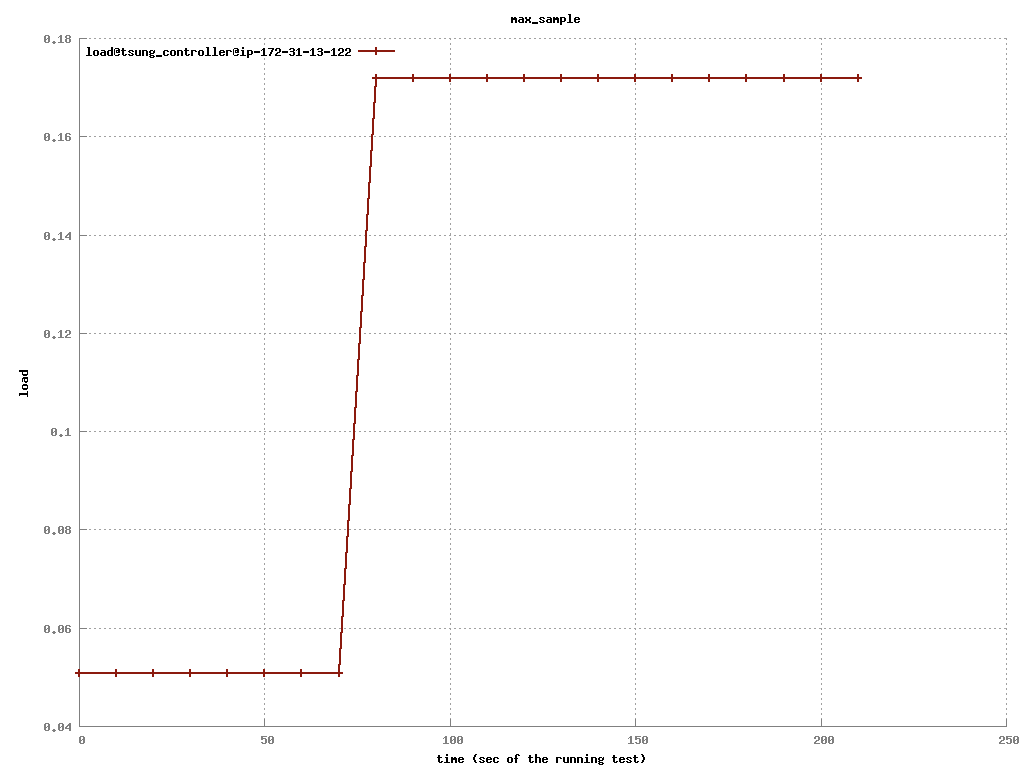 max_sample
load@tsung_controller@ip-172-31-13-122
0.18
0.16
0.14
0.12
0.1
0.08
0.06
0.04
load
0 50 100 150 200 250
time (sec of the running test)